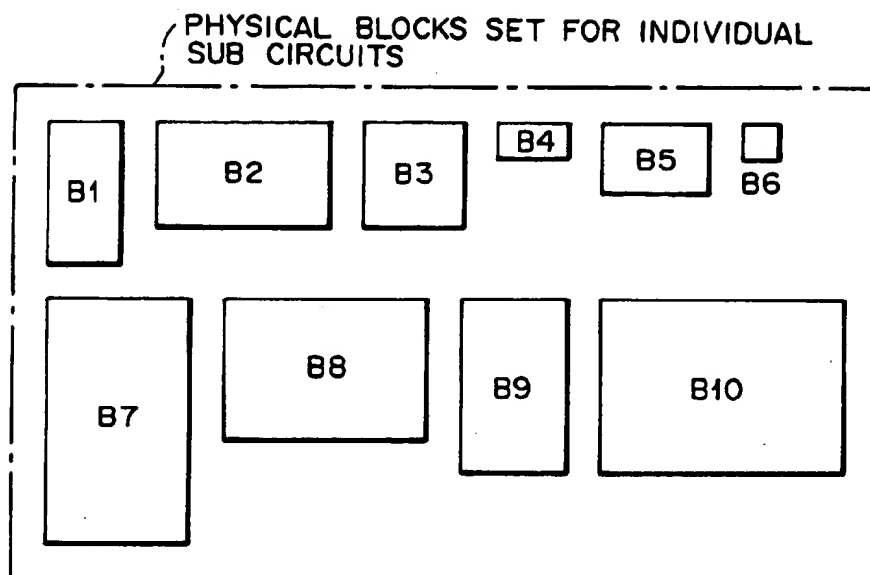 PHYSICAL BLOCKS SET FOR INDIVIDUAL
SUB CIRCUITS
B1
B2
B3
B4
B5
B6
B7
B8
B9
B10